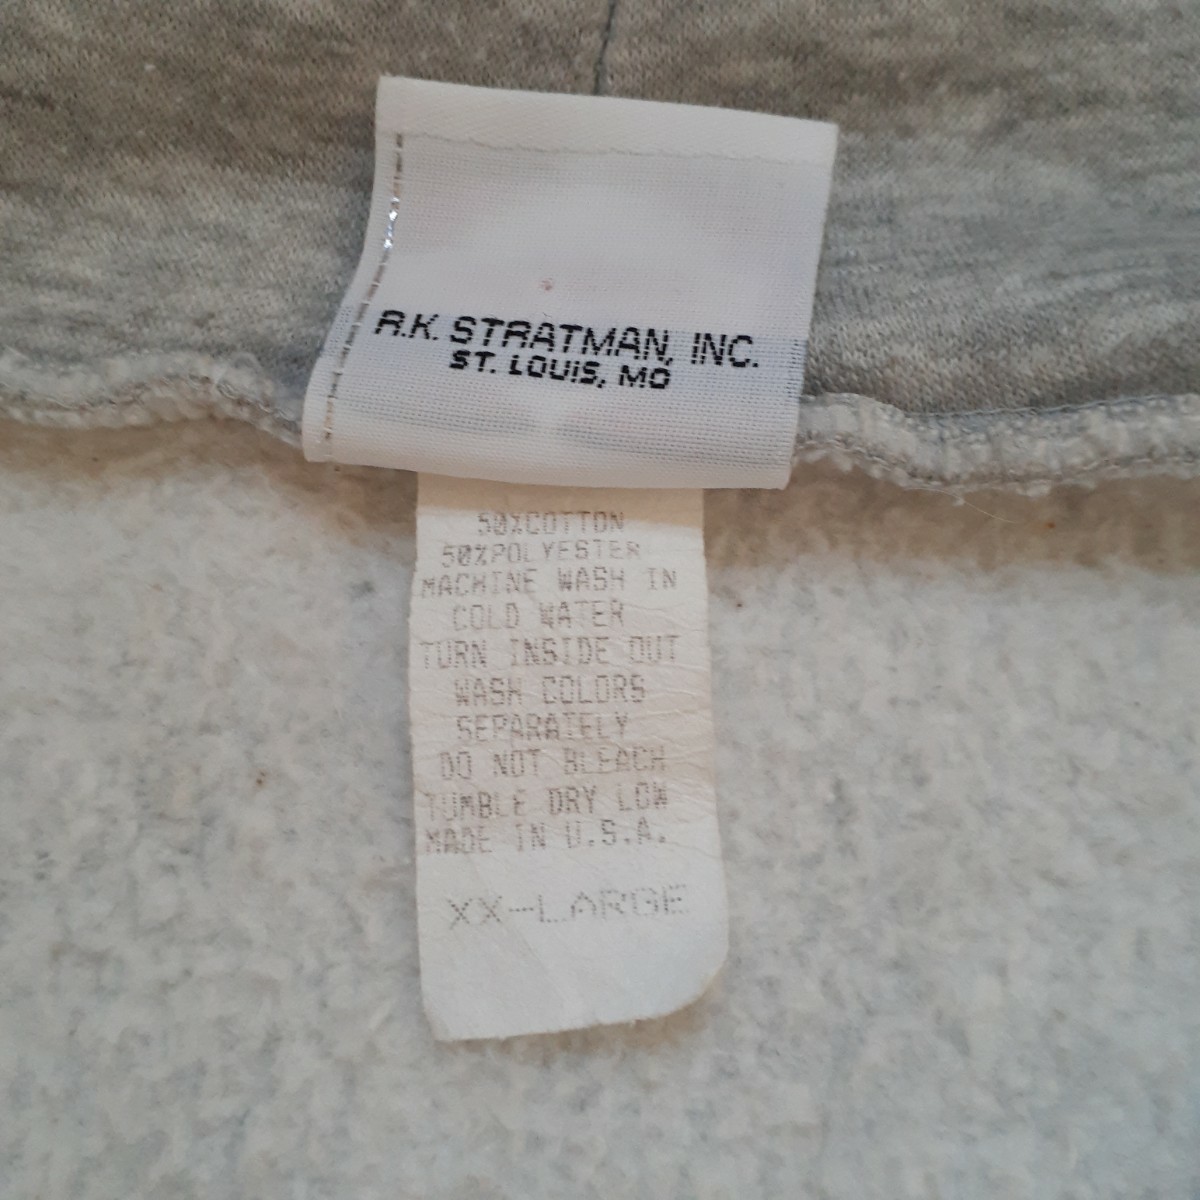 R.K. STRATMAN, INC.
ST. LOUIS, MO
50%COTTON
50%POLYESTER
MACHINE WASH IN
COLD WATER
TURN INSIDE OUT
WASH COLORS
SEPARATELY
DO NOT BLEACH
TUMBLE DRY LOW
MADE IN U.S.A.
XX-LARGE